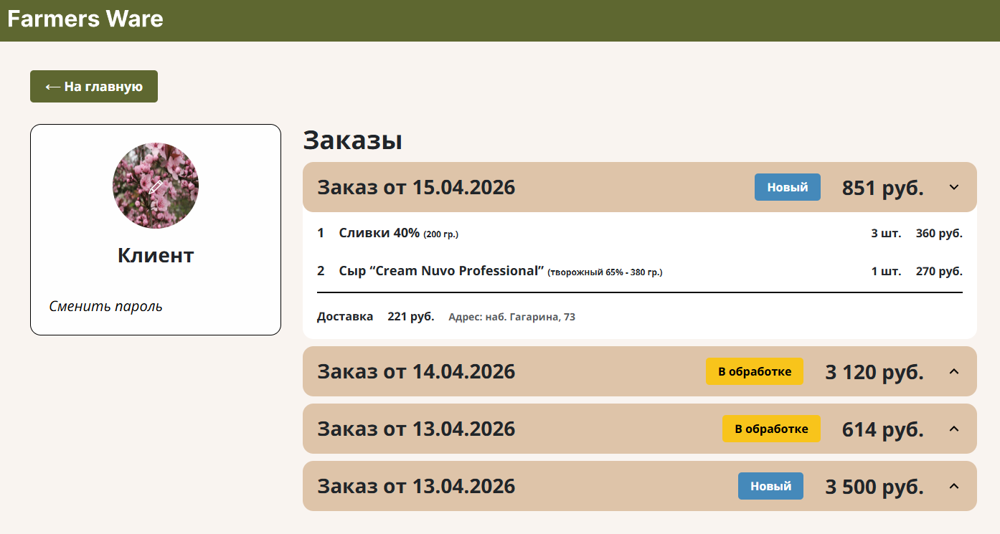 Farmers Ware
← На главную
Клиент
Сменить пароль
Заказы
Заказ от 15.04.2026 Новый 851 руб.
1 Сливки 40% (200 гр.) 3 шт. 360 руб.
2 Сыр “Cream Nuvo Professional” (творожный 65% - 380 гр.) 1 шт. 270 руб.
Доставка 221 руб. Адрес: наб. Гагарина, 73
Заказ от 14.04.2026 В обработке 3 120 руб.
Заказ от 13.04.2026 В обработке 614 руб.
Заказ от 13.04.2026 Новый 3 500 руб.